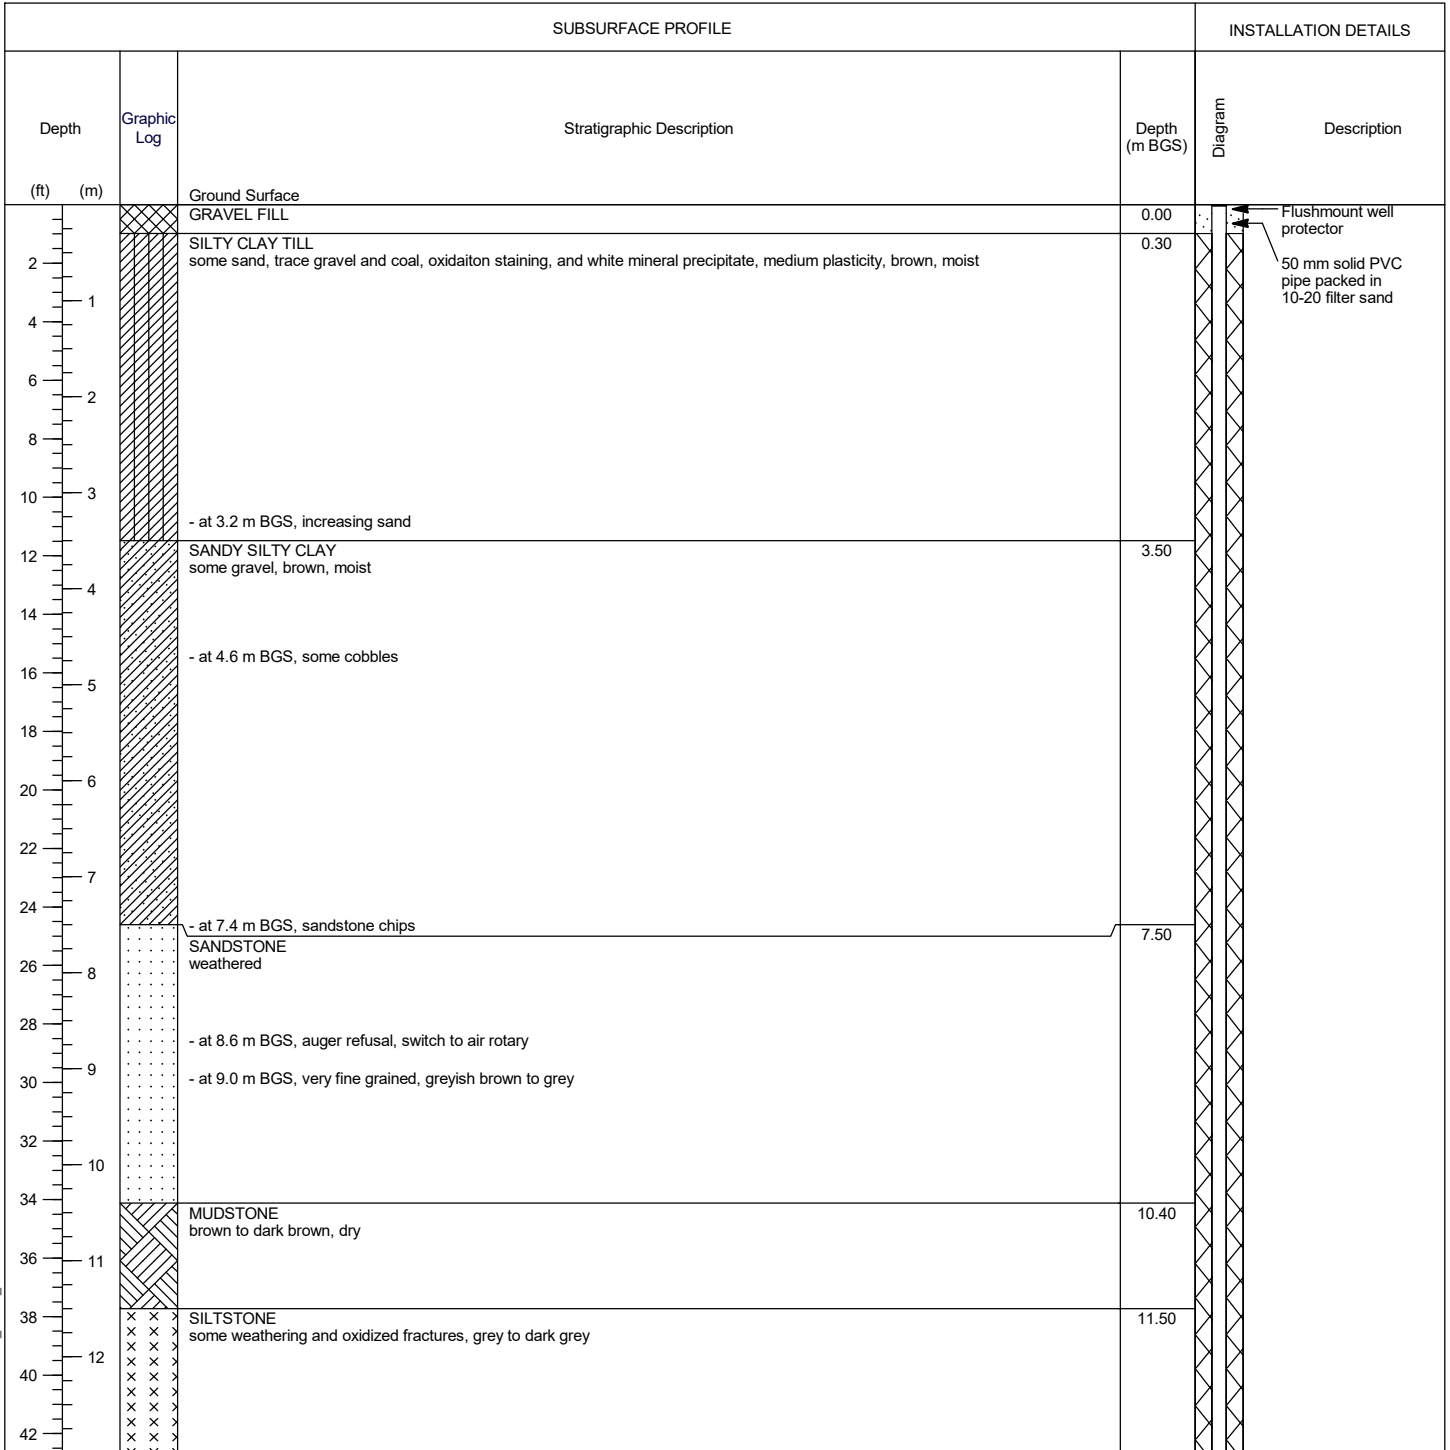 SUBSURFACE PROFILE
INSTALLATION DETAILS
Depth
Graphic
Log
Stratigraphic Description
Depth
(m BGS)
Diagram
Description
(ft) (m)
Ground Surface
GRAVEL FILL
0.00
Flushmount well
protector
SILTY CLAY TILL
0.30
some sand, trace gravel and coal, oxidaiton staining, and white mineral precipitate, medium plasticity, brown, moist
50 mm solid PVC
pipe packed in
10-20 filter sand
2
1
4
6
2
8
10
3
- at 3.2 m BGS, increasing sand
SANDY SILTY CLAY
3.50
some gravel, brown, moist
12
4
14
- at 4.6 m BGS, some cobbles
16
5
18
6
20
22
7
24
- at 7.4 m BGS, sandstone chips
7.50
SANDSTONE
weathered
26
8
28
- at 8.6 m BGS, auger refusal, switch to air rotary
9
- at 9.0 m BGS, very fine grained, greyish brown to grey
30
32
10
34
MUDSTONE
10.40
brown to dark brown, dry
36
11
38
SILTSTONE
11.50
some weathering and oxidized fractures, grey to dark grey
12
40
42